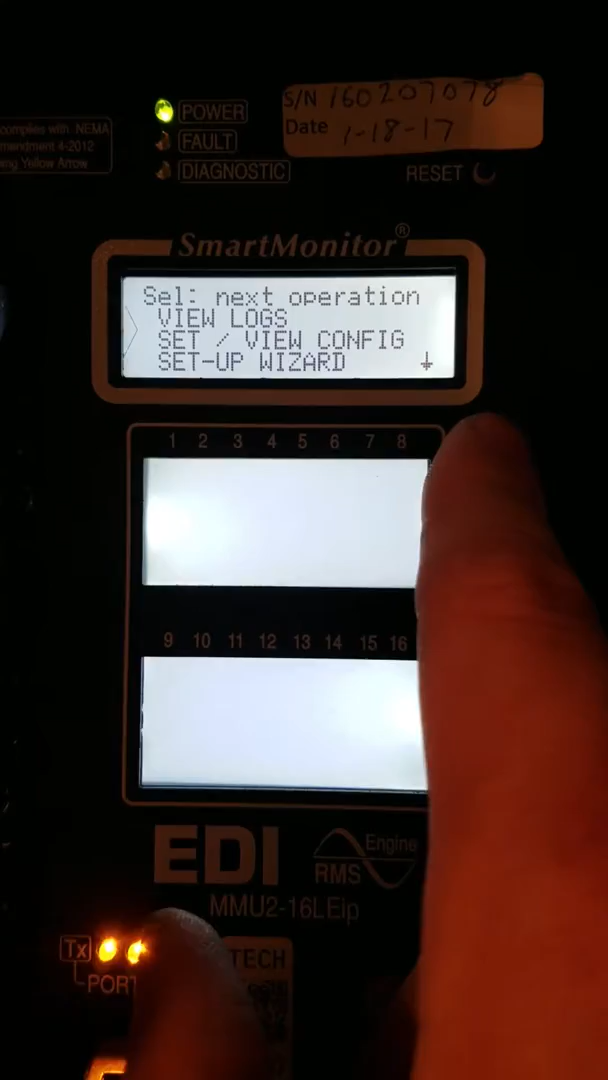 S/N 160207078
Date 1-18-17
POWER
FAULT
DIAGNOSTIC
RESET
complies with NEMA
mendment 4-2012
ing Yellow Arrow
SmartMonitor®
Sel: next operation
VIEW LOGS
SET / VIEW CONFIG
SET-UP WIZARD
1 2 3 4 5 6 7 8
9 10 11 12 13 14 15 16
EDI
Engine
RMS
MMU2-16LEip
Tx
PORT
TECH